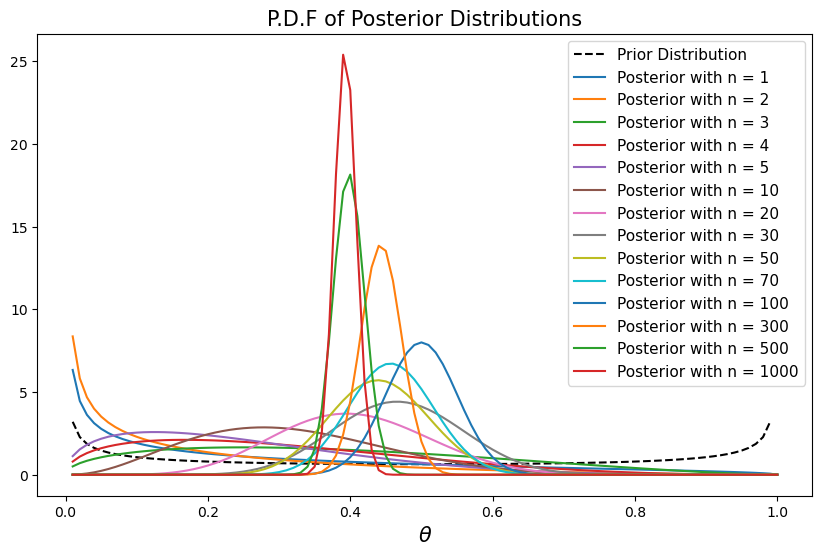 P.D.F of Posterior Distributions
25
20
15
10
5
0
0.0
0.2
0.4
0.6
0.8
1.0
θ
Prior Distribution
Posterior with n = 1
Posterior with n = 2
Posterior with n = 3
Posterior with n = 4
Posterior with n = 5
Posterior with n = 10
Posterior with n = 20
Posterior with n = 30
Posterior with n = 50
Posterior with n = 70
Posterior with n = 100
Posterior with n = 300
Posterior with n = 500
Posterior with n = 1000